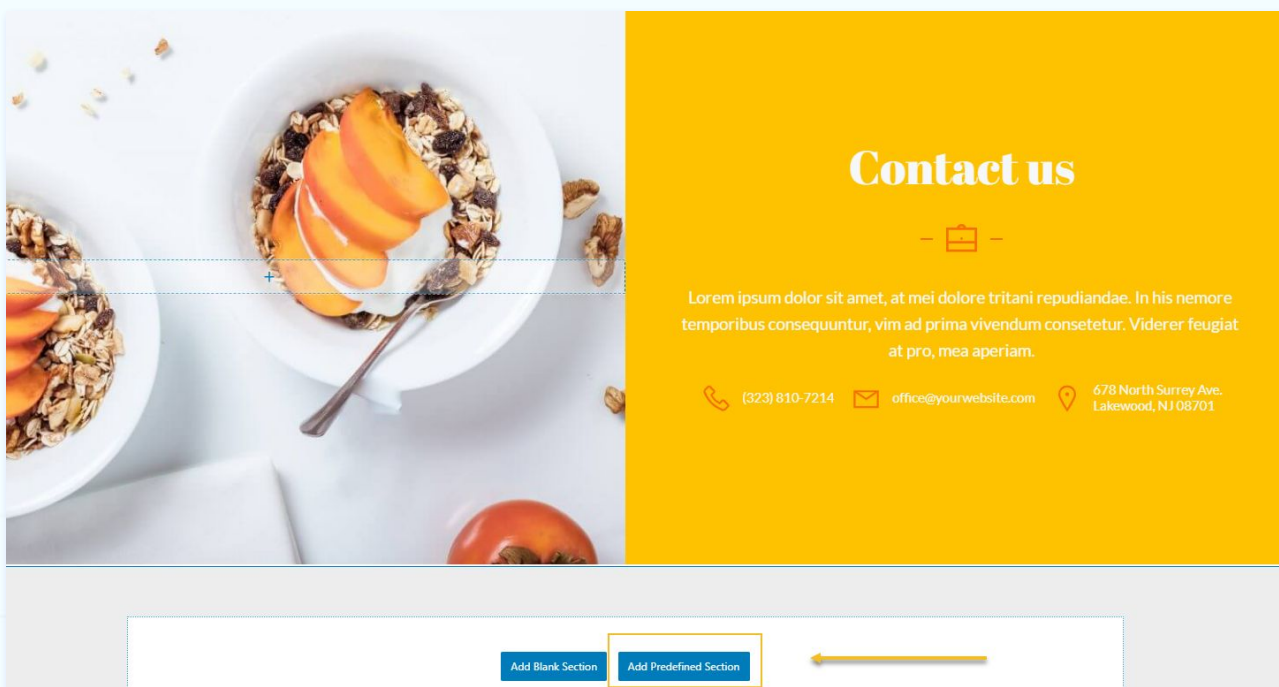 Contact us
Lorem ipsum dolor sit amet, at mei dolore tritani repudiandae. In his nemore
temporibus consequuntur, vim ad prima vivendum consetetur. Viderer feugiat
at pro, mea aperiam.
(323) 810-7214 office@yourwebsite.com 678 North Surrey Ave.
Lakewood, NJ 08701
Add Blank Section Add Predefined Section